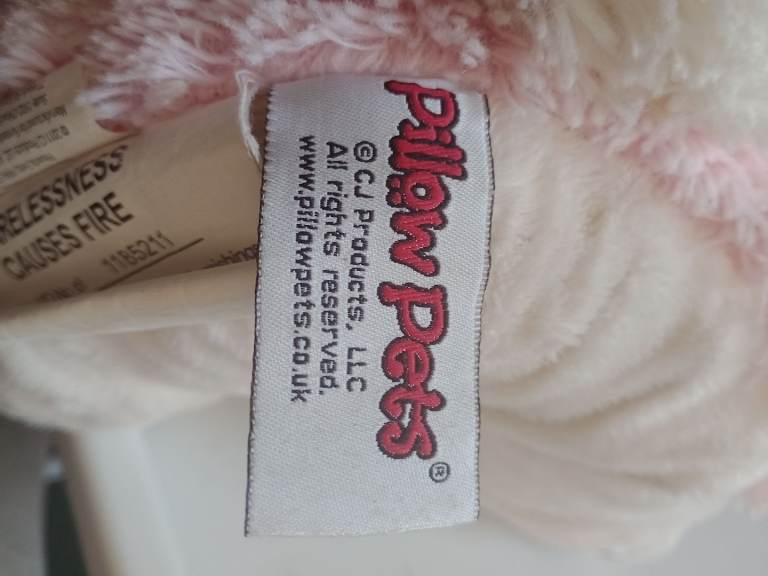 Pillow Pets®
© CJ Products, LLC
All rights reserved.
www.pillowpets.co.uk
RELESSNESS
CAUSES FIRE
1185211